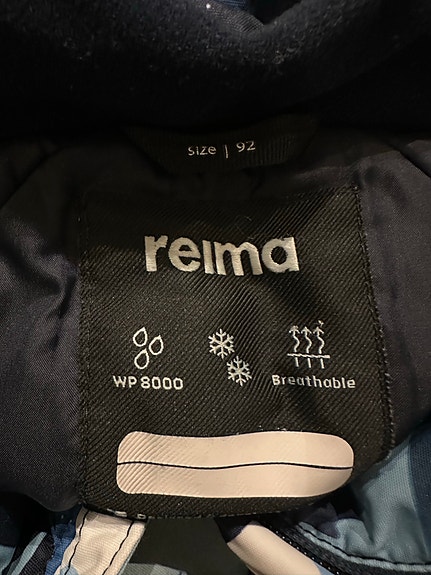 size | 92
reima
WP 8000
Breathable